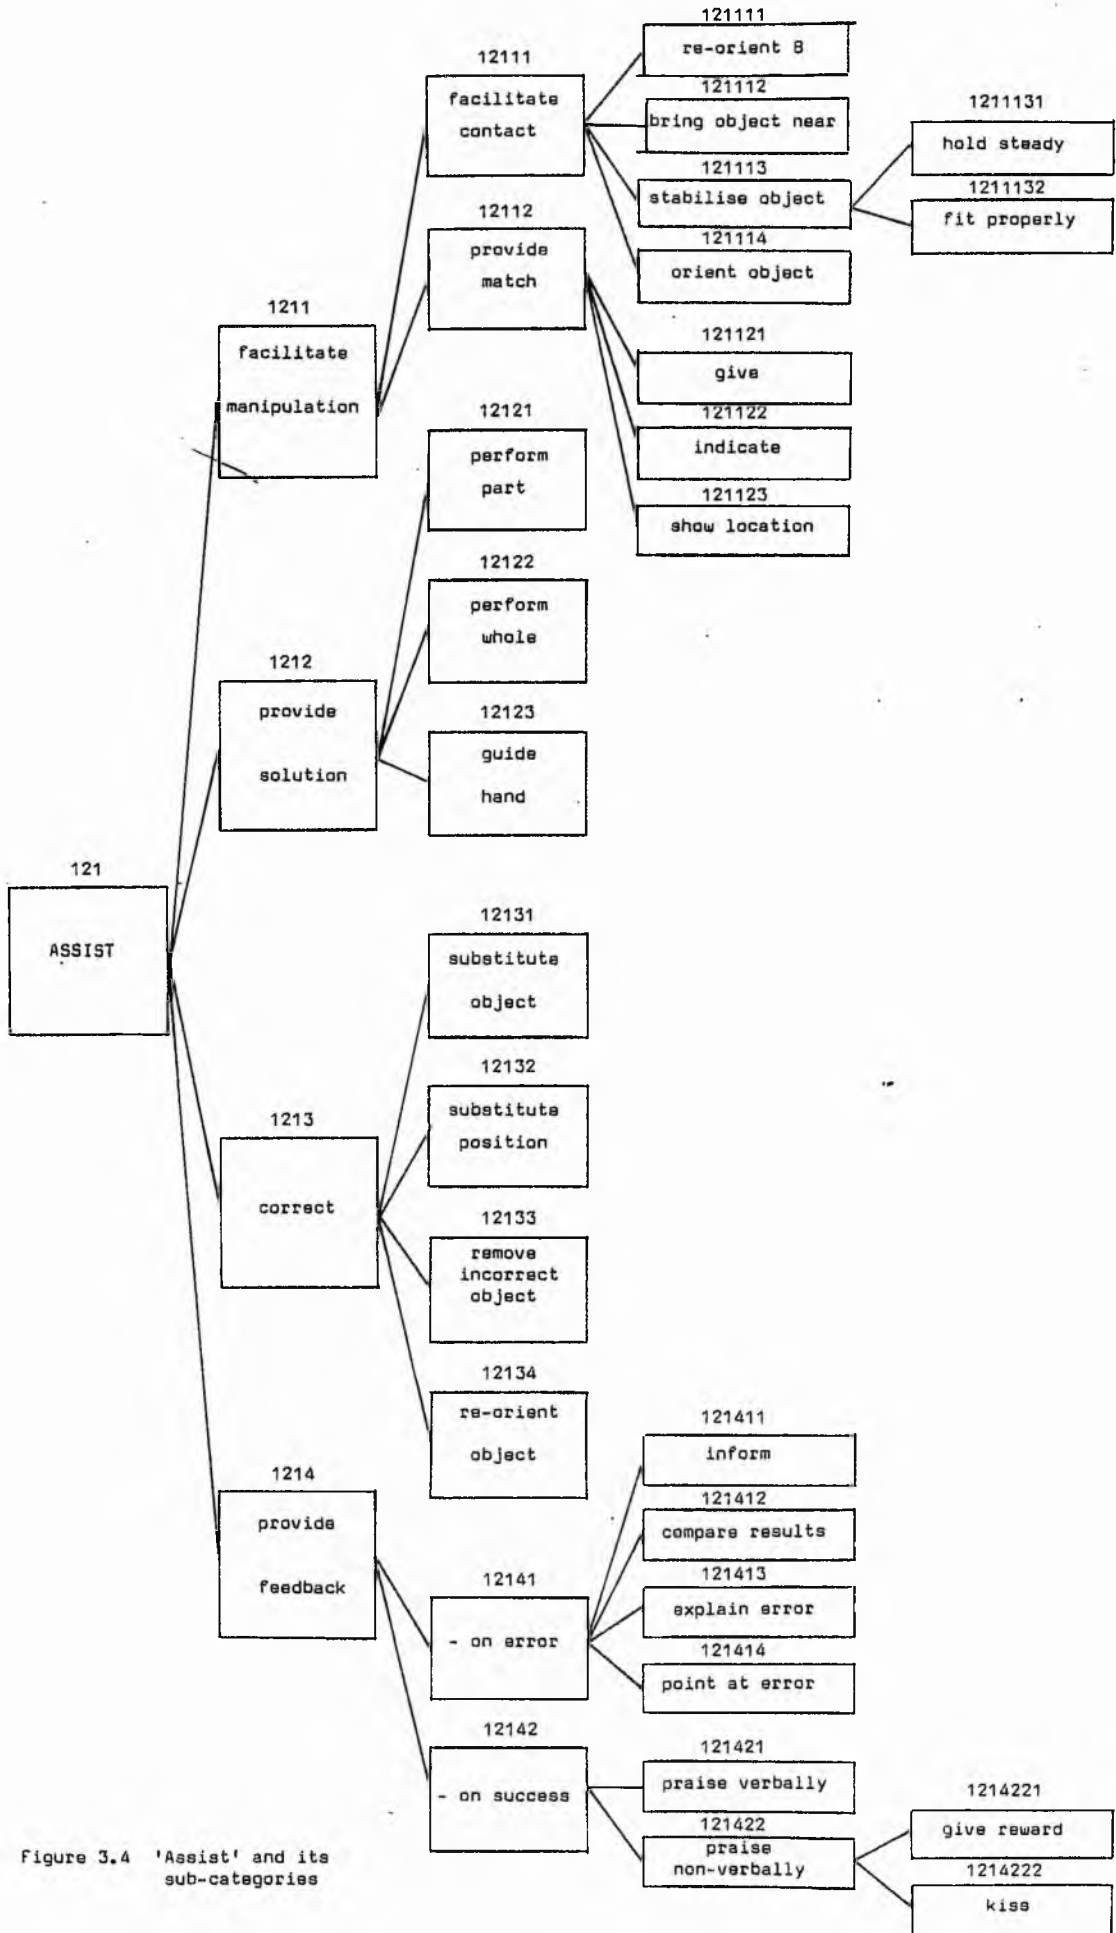 121
ASSIST
1211
facilitate
manipulation
12111
facilitate
contact
121111
re-orient B
121112
bring object near
121113
stabilise object
1211131
hold steady
1211132
fit properly
121114
orient object
12112
provide
match
121121
give
121122
indicate
121123
show location
1212
provide
solution
12121
perform
part
12122
perform
whole
12123
guide
hand
1213
correct
12131
substitute
object
12132
substitute
position
12133
remove
incorrect
object
12134
re-orient
object
1214
provide
feedback
12141
- on error
121411
inform
121412
compare results
121413
explain error
121414
point at error
12142
- on success
121421
praise verbally
121422
praise
non-verbally
1214221
give reward
1214222
kiss
Figure 3.4 'Assist' and its
sub-categories